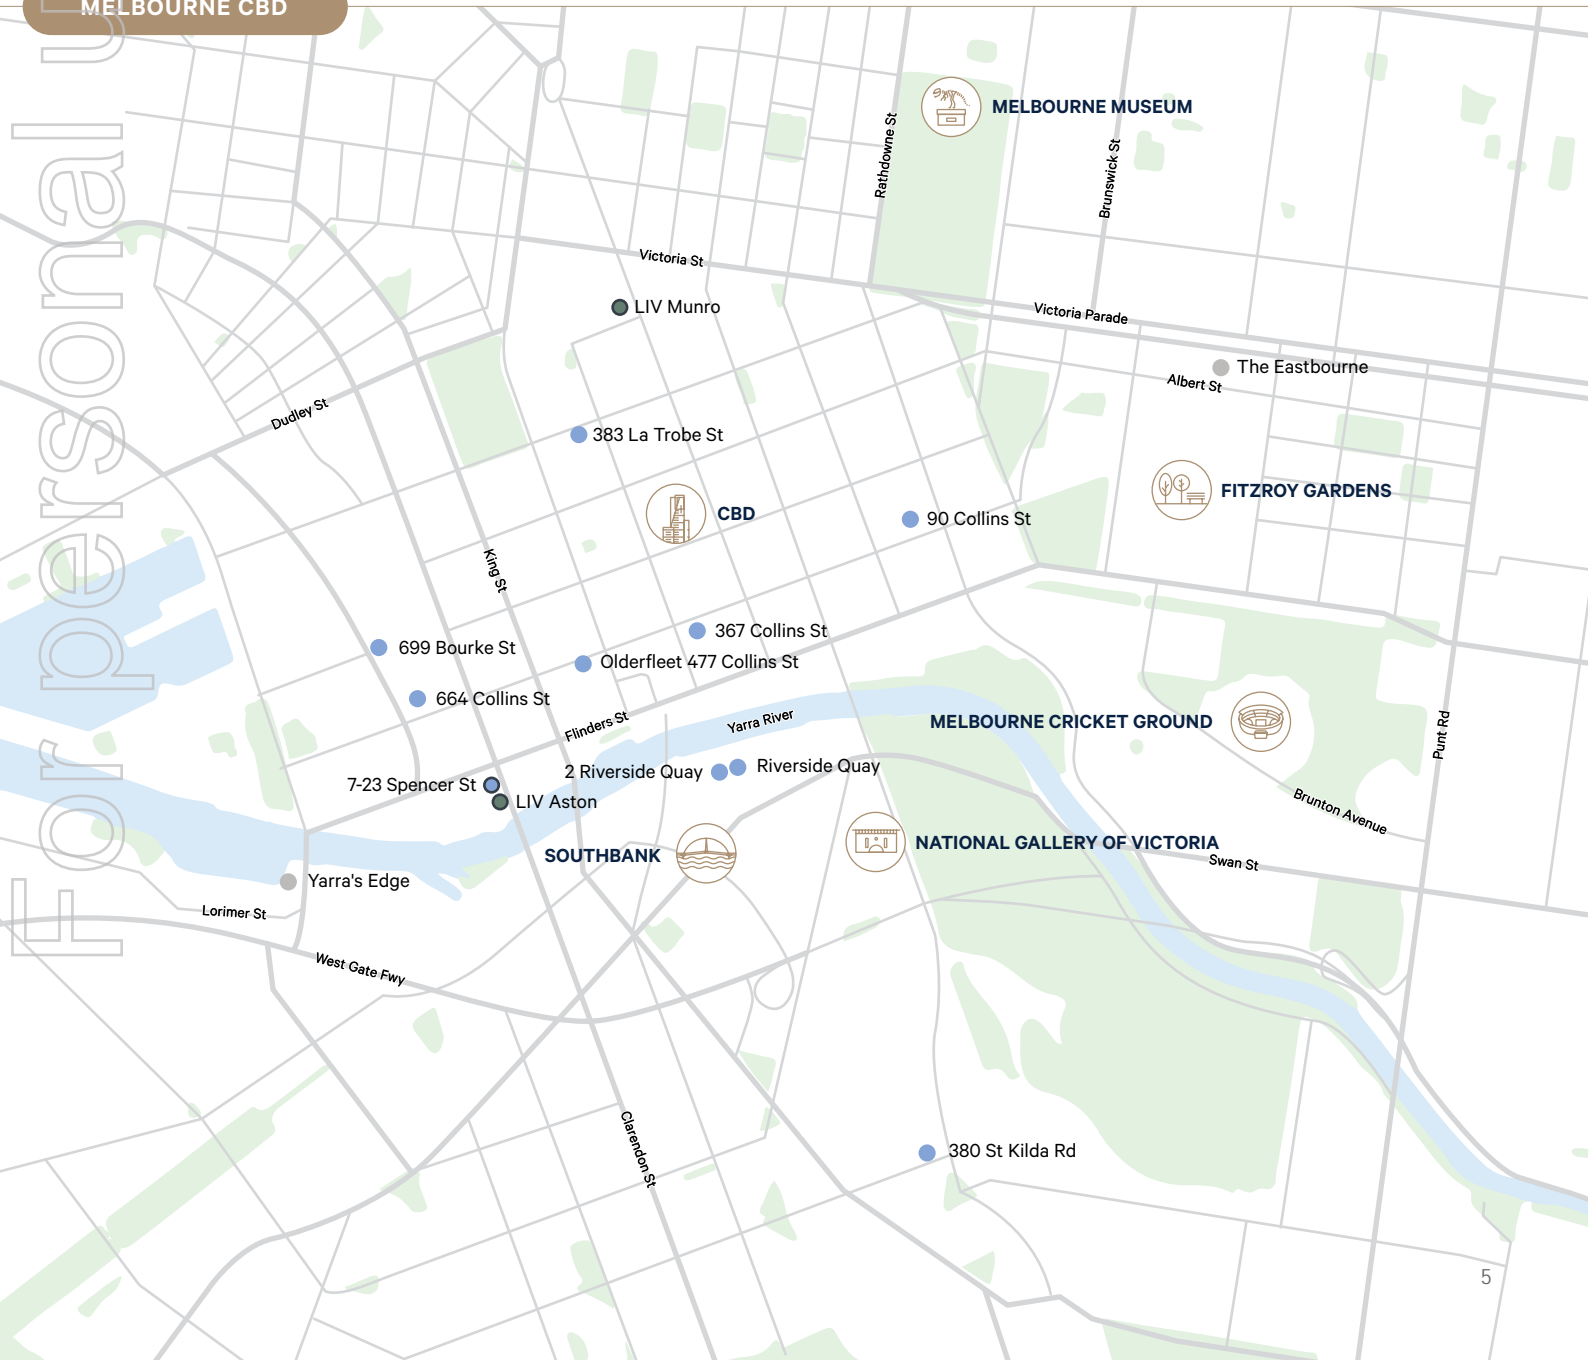 MELBOURNE CBD
For personal u
MELBOURNE MUSEUM
Rathdowne St
Brunswick St
Victoria St
LIV Munro
Victoria Parade
The Eastbourne
Albert St
Dudley St
383 La Trobe St
FITZROY GARDENS
CBD
90 Collins St
King St
367 Collins St
699 Bourke St
Olderfleet 477 Collins St
664 Collins St
Flinders St
Yarra River
MELBOURNE CRICKET GROUND
Punt Rd
2 Riverside Quay
Riverside Quay
7-23 Spencer St
LIV Aston
Brunton Avenue
NATIONAL GALLERY OF VICTORIA
SOUTHBANK
Swan St
Yarra's Edge
Lorimer St
West Gate Fwy
Clarendon St
380 St Kilda Rd
5